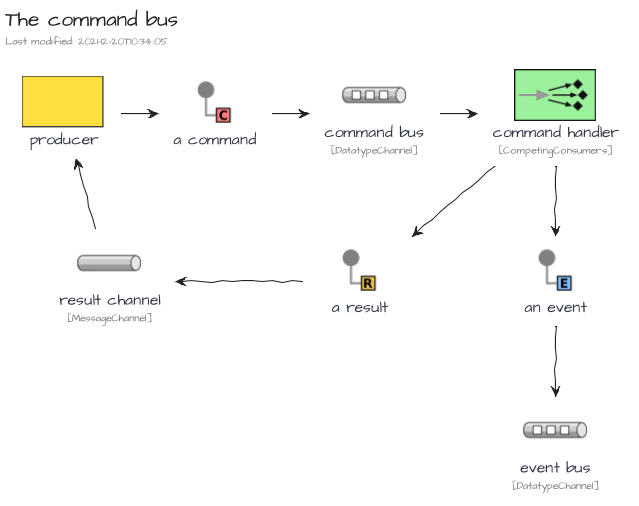 The command bus
Last modified: 2021-12-20T10:34:05
producer
a command
C
command bus
[DatatypeChannel]
command handler
[CompetingConsumers]
result channel
[MessageChannel]
R
a result
E
an event
event bus
[DatatypeChannel]